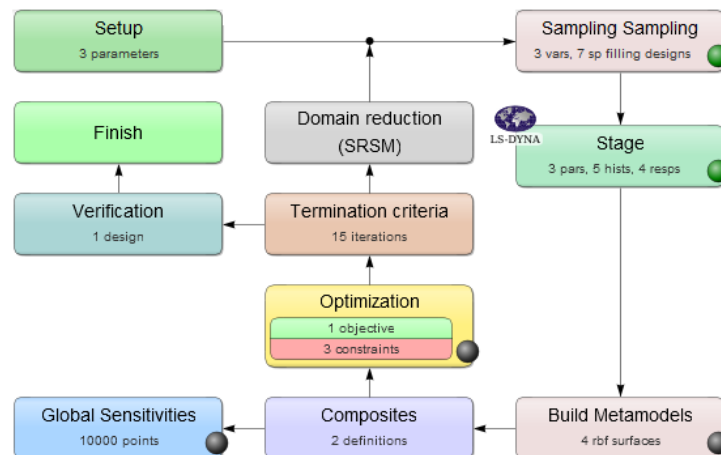 Setup
3 parameters
Sampling Sampling
3 vars, 7 sp filling designs
Finish
Domain reduction
(SRSM)
LS-DYNA
Stage
3 pars, 5 hists, 4 resps
Verification
1 design
Termination criteria
15 iterations
Optimization
1 objective
3 constraints
Global Sensitivities
10000 points
Composites
2 definitions
Build Metamodels
4 rbf surfaces